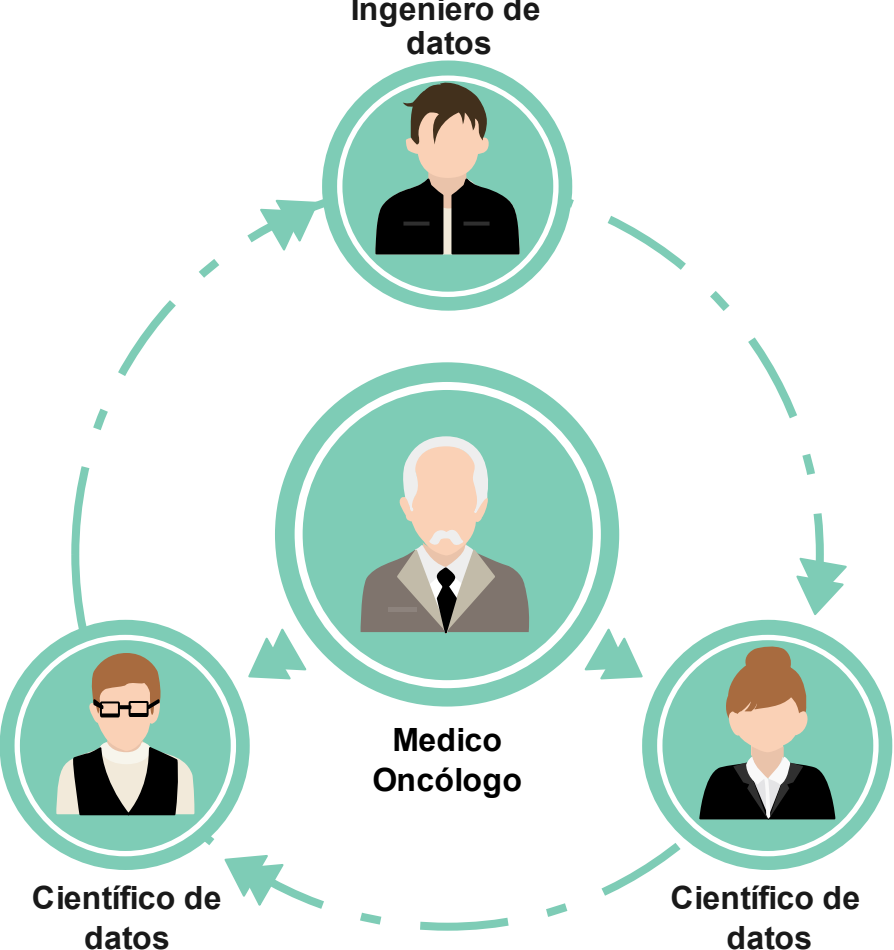 Ingeniero de
datos
Medico
Oncólogo
Científico de
datos
Científico de
datos